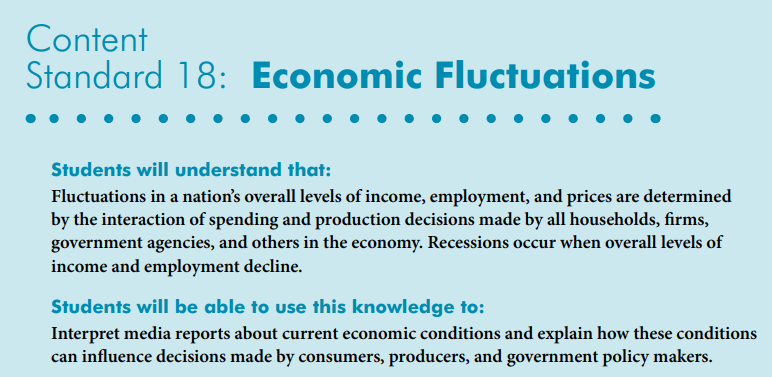 Content
Standard 18: Economic Fluctuations
Students will understand that:
Fluctuations in a nation’s overall levels of income, employment, and prices are determined
by the interaction of spending and production decisions made by all households, firms,
government agencies, and others in the economy. Recessions occur when overall levels of
income and employment decline.
Students will be able to use this knowledge to:
Interpret media reports about current economic conditions and explain how these conditions
can influence decisions made by consumers, producers, and government policy makers.